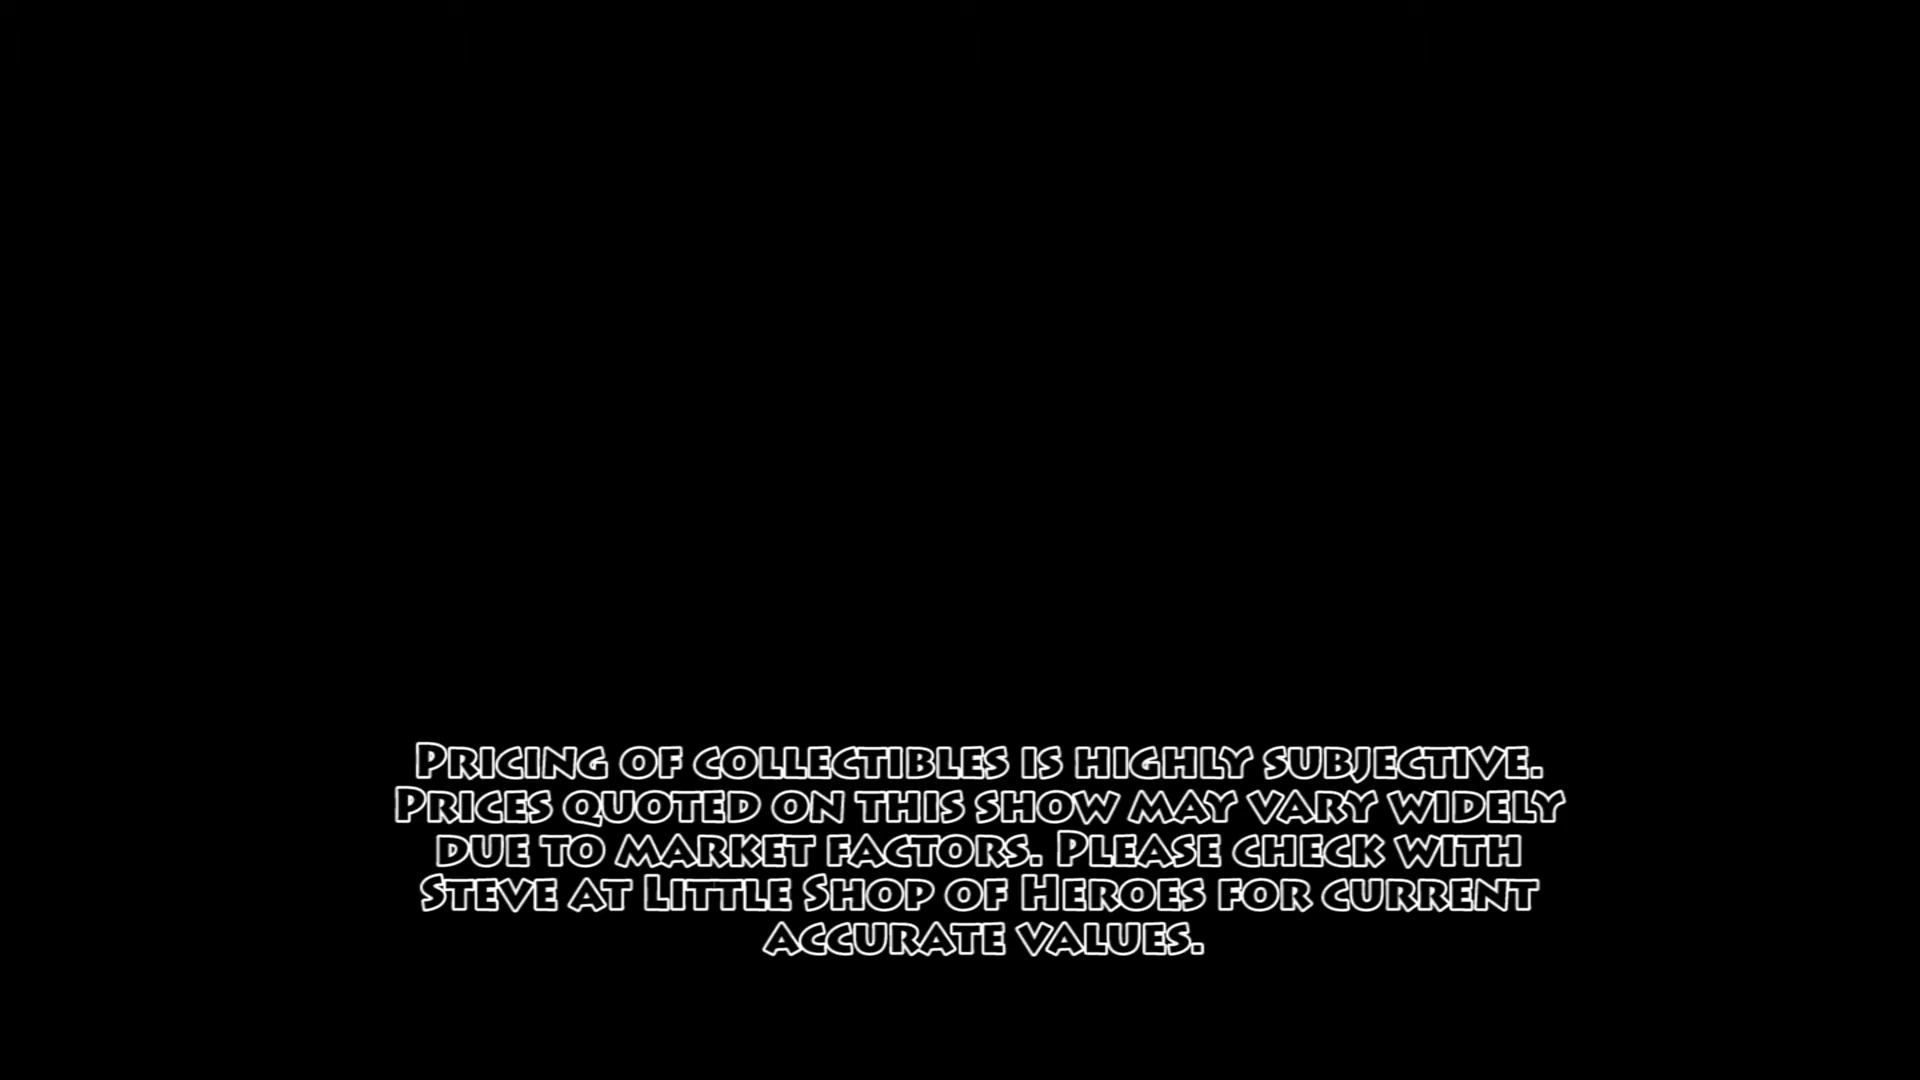 Pricing of collectibles is highly subjective.
Prices quoted on this show may vary widely
due to market factors. Please check with
Steve at Little Shop of Heroes for current
accurate values.